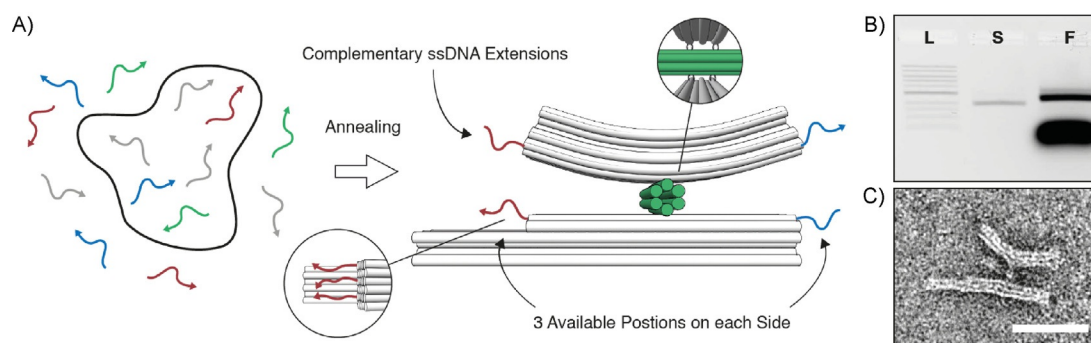 A)
Complementary ssDNA Extensions
Annealing
3 Available Postions on each Side
B)
L S F
C)